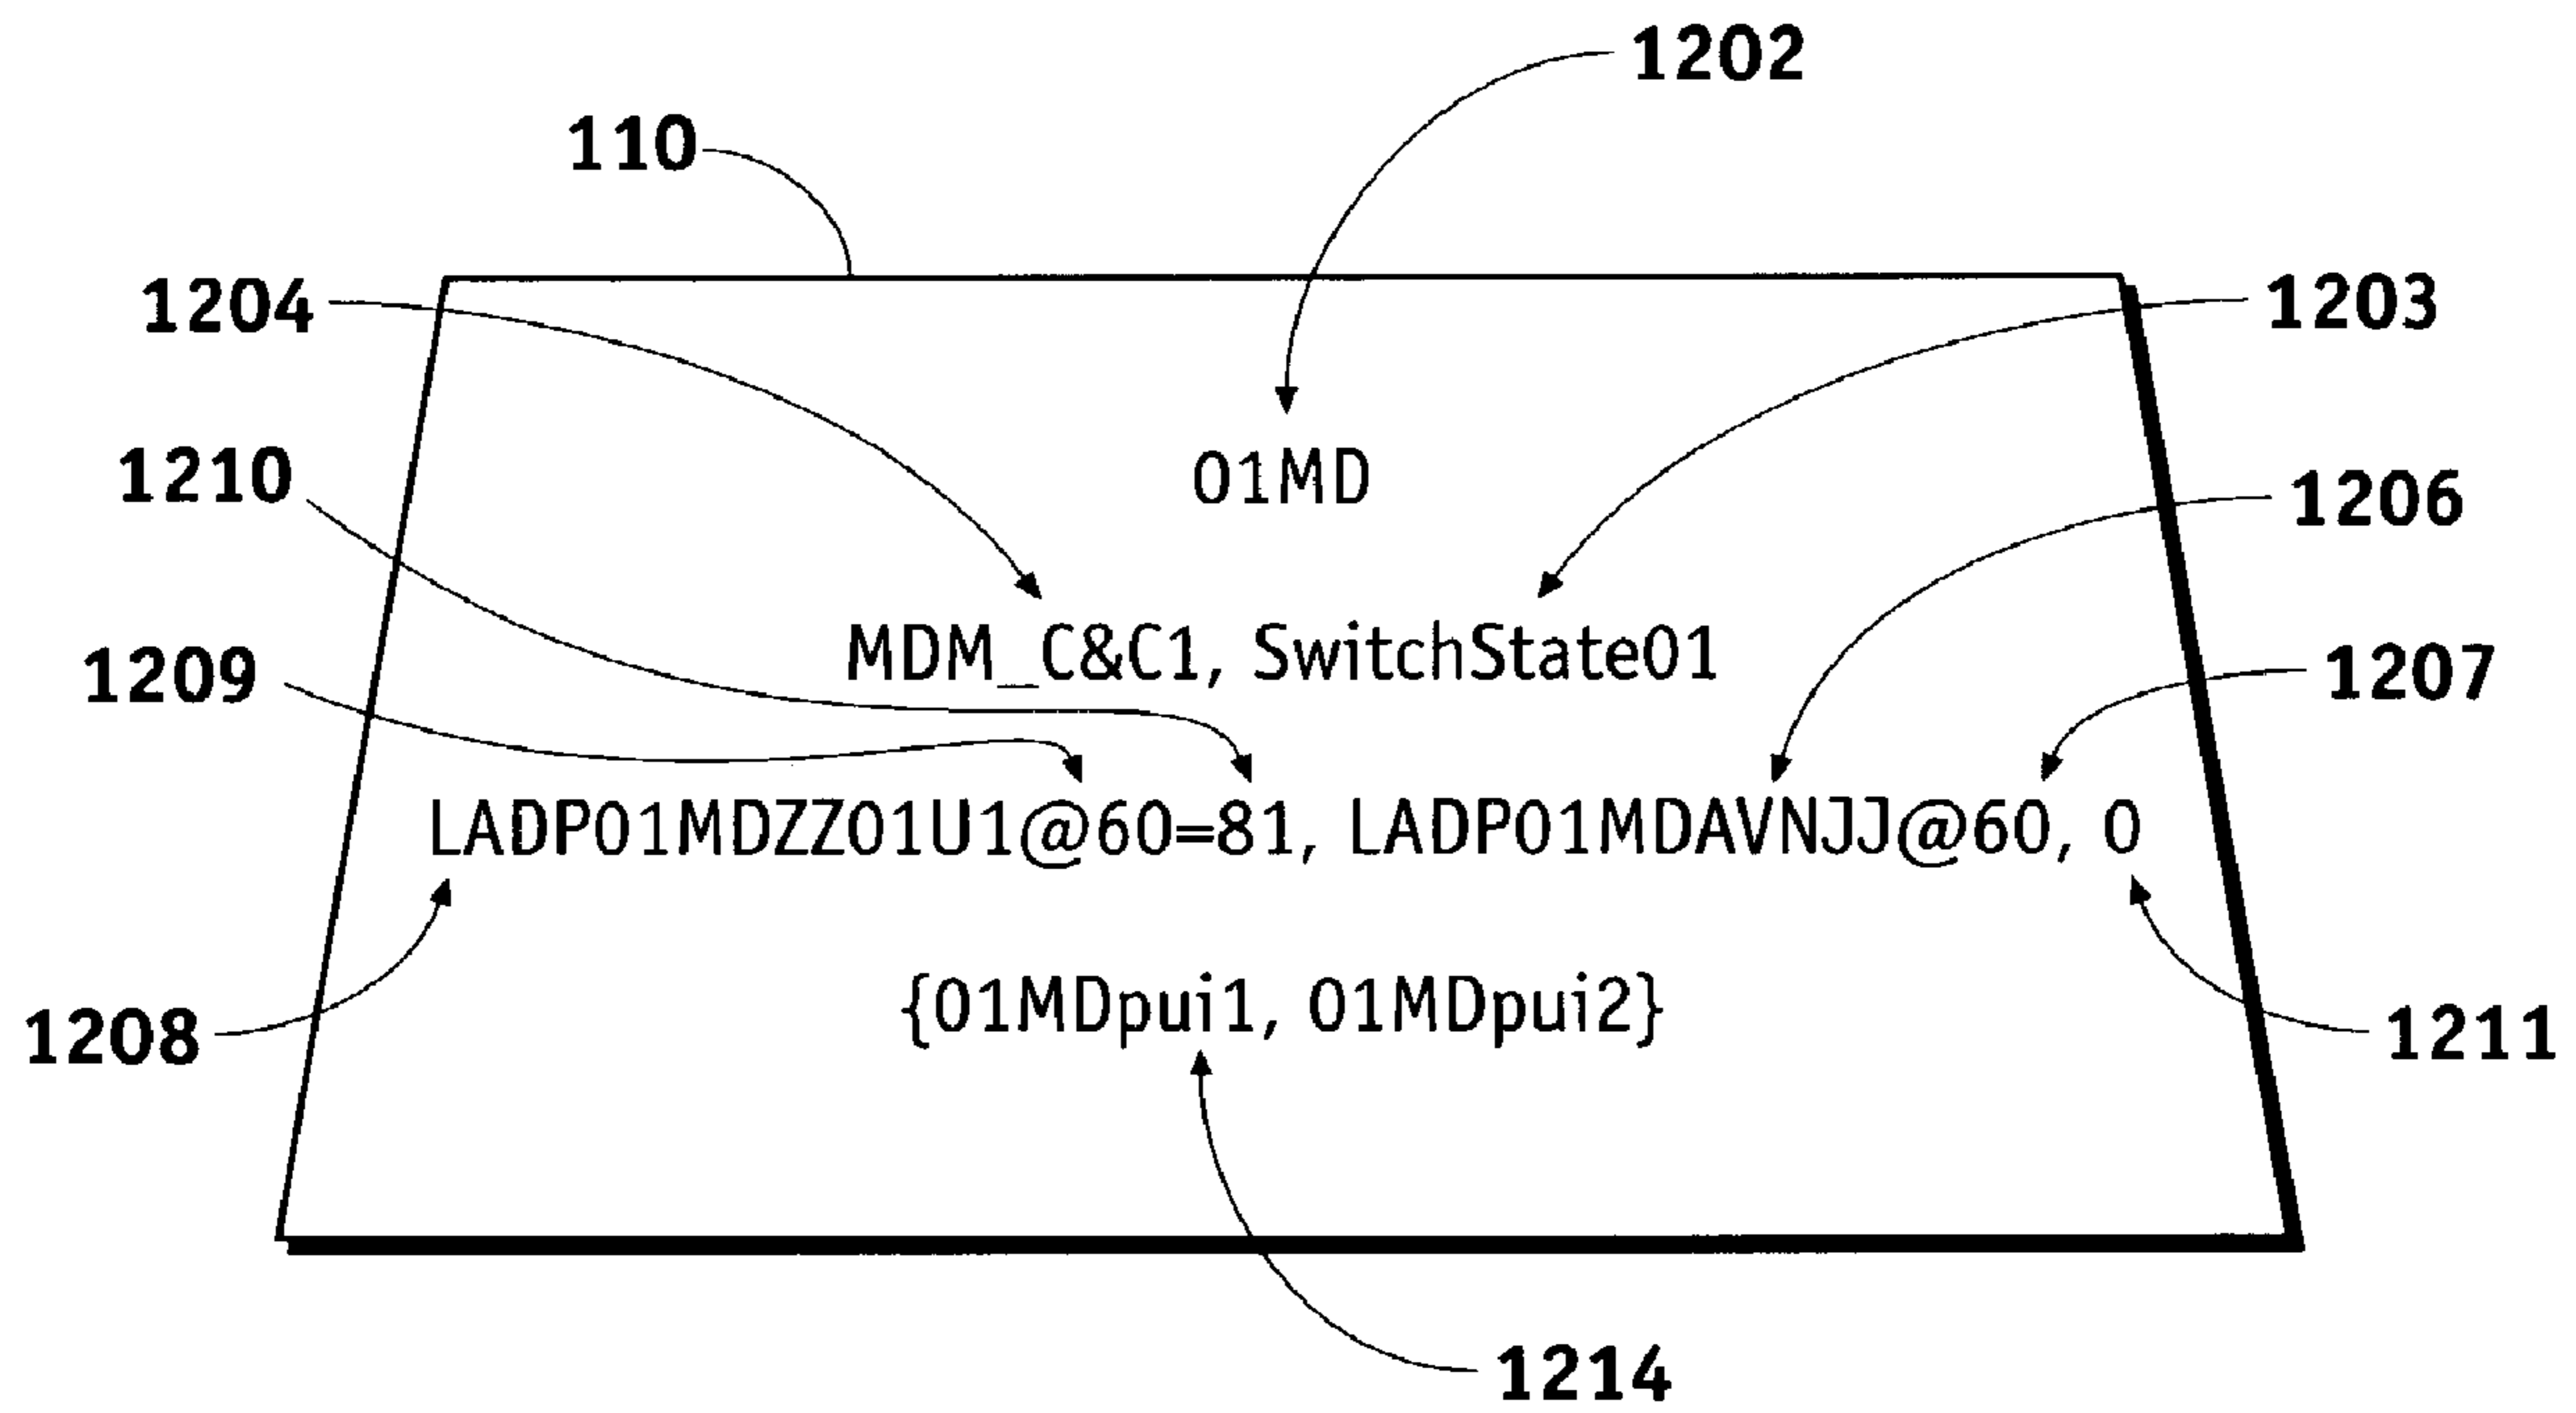 1202
110
1204
1203
01MD
1210
1206
MDM_C&C1, SwitchState01
1209
1207
LADP01MDZZ01U1@60=81, LADP01MDAVNJJ@60, 0
{01MDpui1, 01MDpui2}
1208
1211
1214